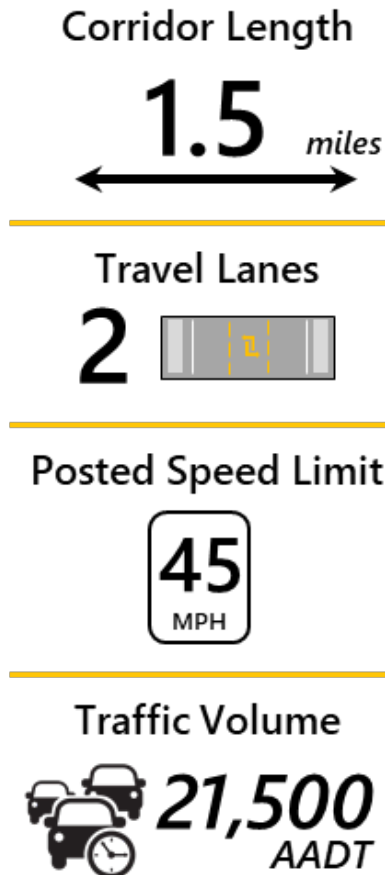 Corridor Length
1.5 miles
Travel Lanes
2
Posted Speed Limit
45
MPH
Traffic Volume
21,500
AADT